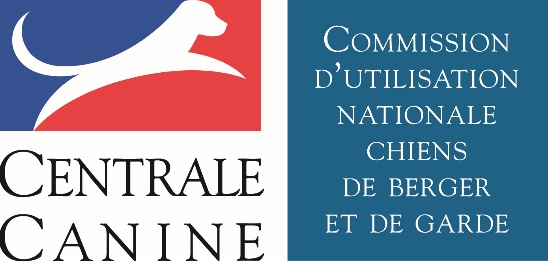 CENTRALE
CANINE
COMMISSION
D'UTILISATION
NATIONALE
CHIENS
DE BERGER
ET DE GARDE